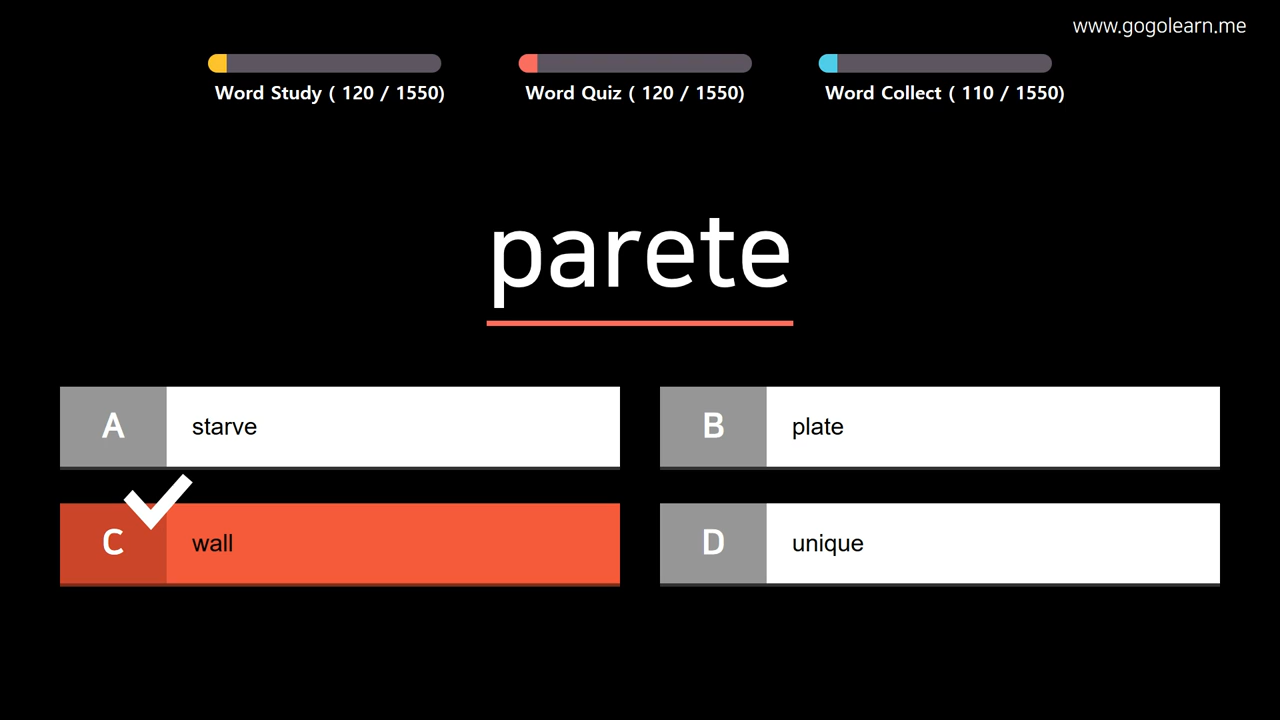 www.gogolearn.me
Word Study ( 120 / 1550)
Word Quiz ( 120 / 1550)
Word Collect ( 110 / 1550)
parete
A starve
B plate
C wall
D unique